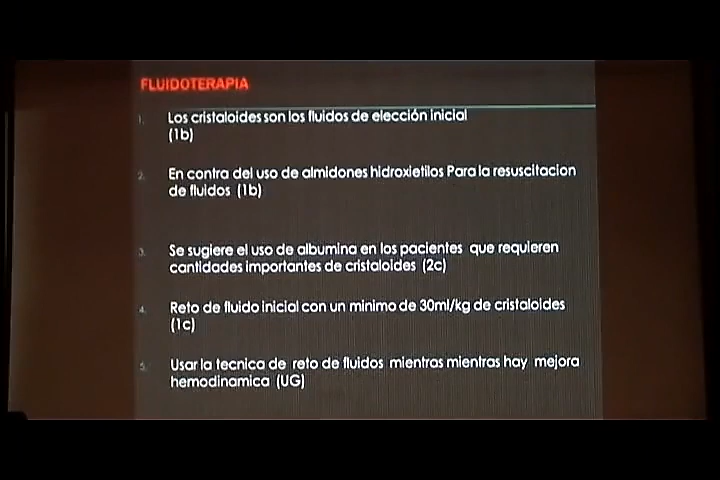 FLUIDOTERAPIA
1. Los cristaloides son los fluidos de elección inicial
(1b)
2. En contra del uso de almidones hidroxietilos Para la resuscitacion
de fluidos (1b)
3. Se sugiere el uso de albumina en los pacientes que requieren
cantidades importantes de cristaloides (2c)
4. Reto de fluido inicial con un minimo de 30ml/kg de cristaloides
(1c)
5. Usar la tecnica de reto de fluidos mientras mientras hay mejora
hemodinamica (UG)